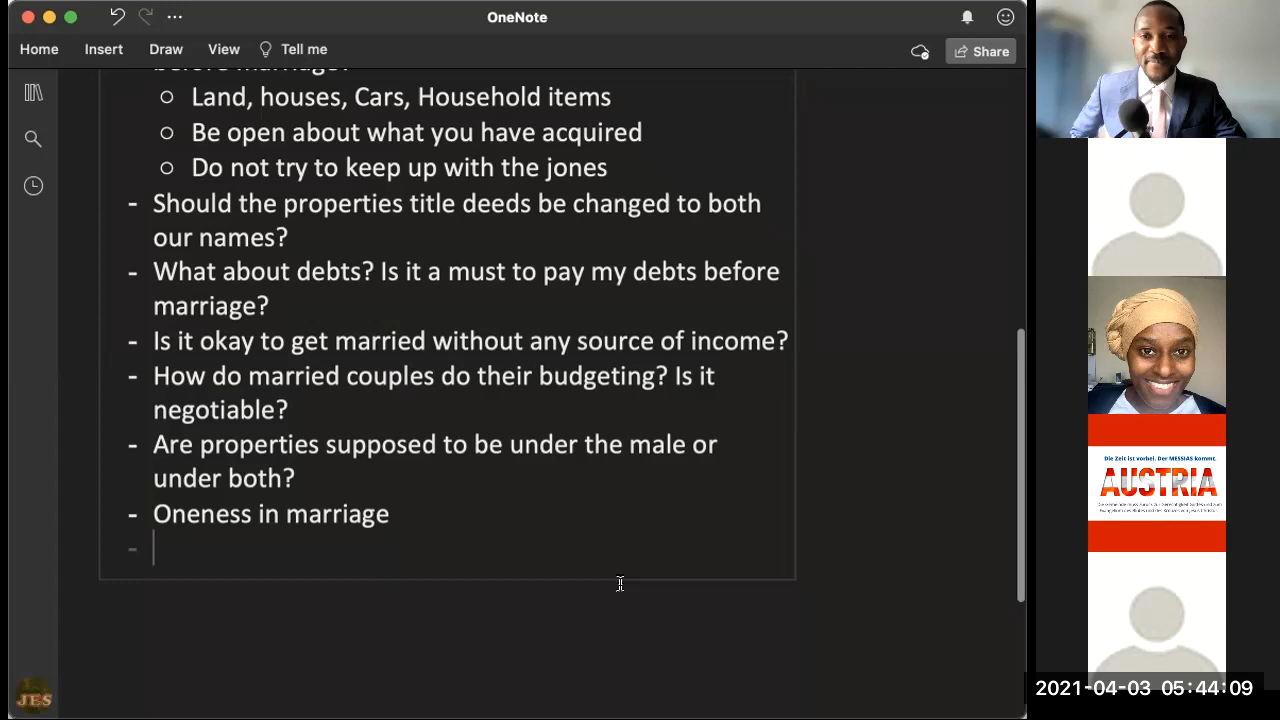 OneNote
Home Insert Draw View Tell me Share
before marriage?
Land, houses, Cars, Household items
Be open about what you have acquired
Do not try to keep up with the jones
- Should the properties title deeds be changed to both
our names?
- What about debts? Is it a must to pay my debts before
marriage?
- Is it okay to get married without any source of income?
- How do married couples do their budgeting? Is it
negotiable?
- Are properties supposed to be under the male or
under both?
- Oneness in marriage
-
Die Zeit ist vorbei. Der MESSIAS kommt.
AUSTRIA
JES
2021-04-03 05:44:09